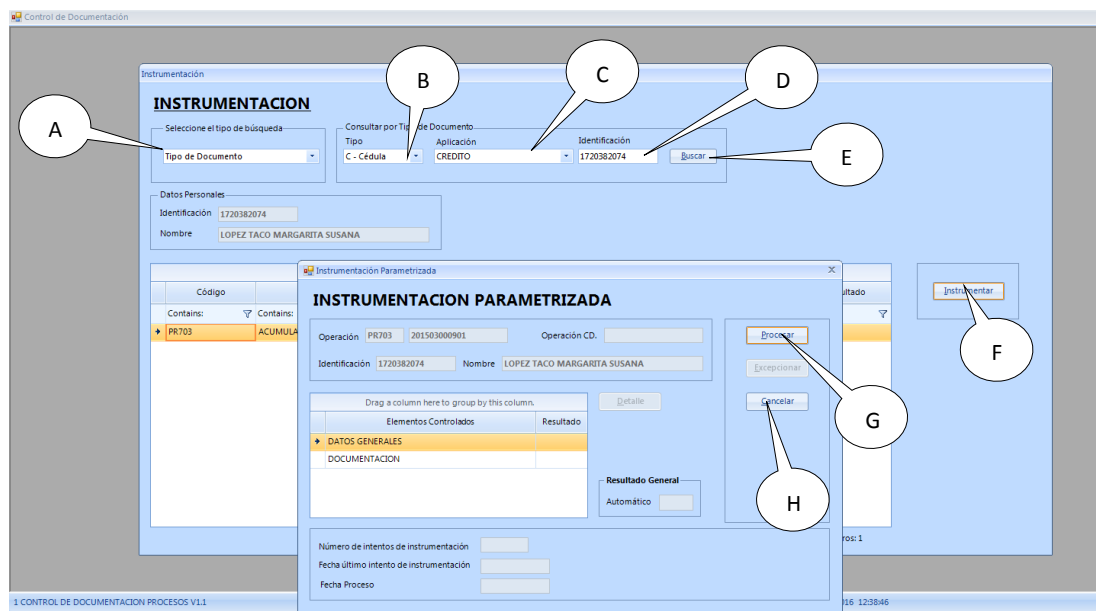 Control de Documentación
Instrumentación
INSTRUMENTACION
Seleccione el tipo de búsqueda
Tipo de Documento
Consultar por Tipo de Documento
Tipo Aplicación Identificación
C - Cédula CREDITO 1720382074 Buscar
A
B
C
D
E
Datos Personales
Identificación 1720382074
Nombre LOPEZ TACO MARGARITA SUSANA
Código
Contains: Contains:
PR703 ACUMULA
Instrumentar
F
Instrumentación Parametrizada X
INSTRUMENTACION PARAMETRIZADA
Operación PR703 201503000901 Operación CD.
Identificación 1720382074 Nombre LOPEZ TACO MARGARITA SUSANA
Procesar
Excepcionar
Cancelar
G
H
Drag a column here to group by this column.
Detalle
Elementos Controlados Resultado
DATOS GENERALES
DOCUMENTACION
Resultado General
Automático
Número de intentos de instrumentación
Fecha último intento de instrumentación
Fecha Proceso
ultado
ros: 1
1 CONTROL DE DOCUMENTACION PROCESOS V1.1
16 12:38:46